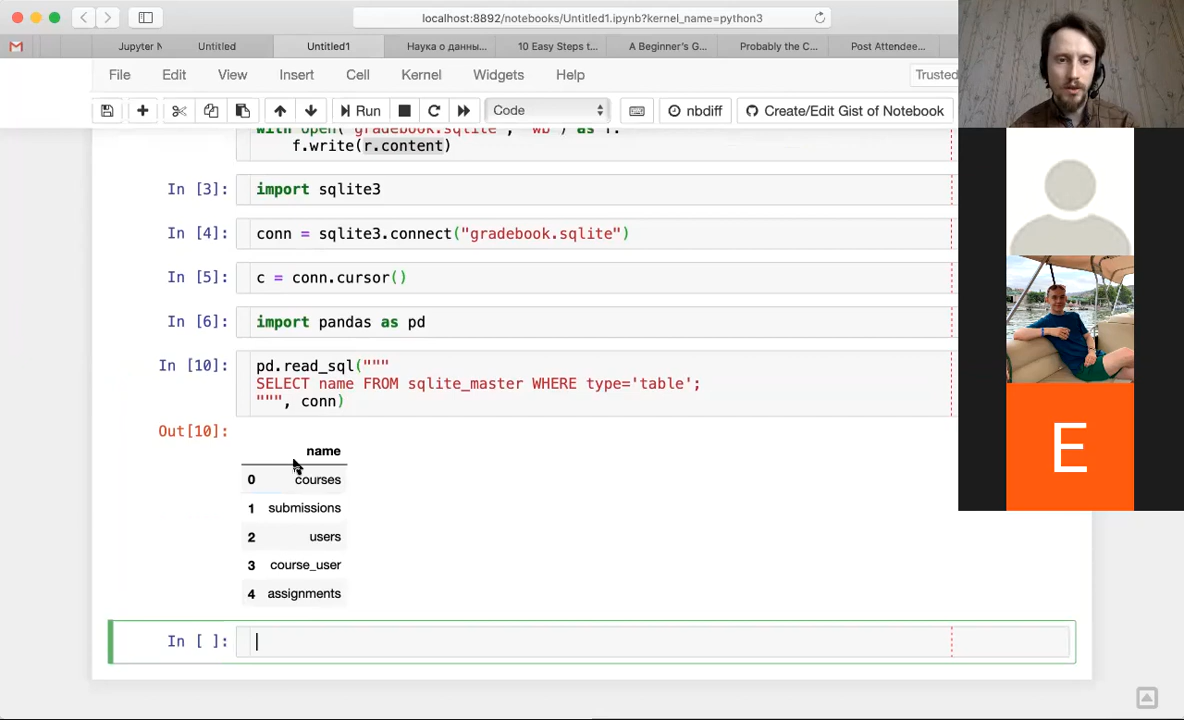 localhost:8892/notebooks/Untitled1.ipynb?kernel_name=python3
Jupyter N
Untitled
Untitled1
Наука о данны...
10 Easy Steps t...
A Beginner's G...
Probably the C...
Post Attendee...
File Edit View Insert Cell Kernel Widgets Help Trusted
Run Code nbdiff Create/Edit Gist of Notebook
with open("gradebook.sqlite", "wb") as f:
f.write(r.content)
In [3]: import sqlite3
In [4]: conn = sqlite3.connect("gradebook.sqlite")
In [5]: c = conn.cursor()
In [6]: import pandas as pd
In [10]: pd.read_sql("""
SELECT name FROM sqlite_master WHERE type='table';
""", conn)
Out[10]:
name
0 courses
1 submissions
2 users
3 course_user
4 assignments
In [ ]:
E